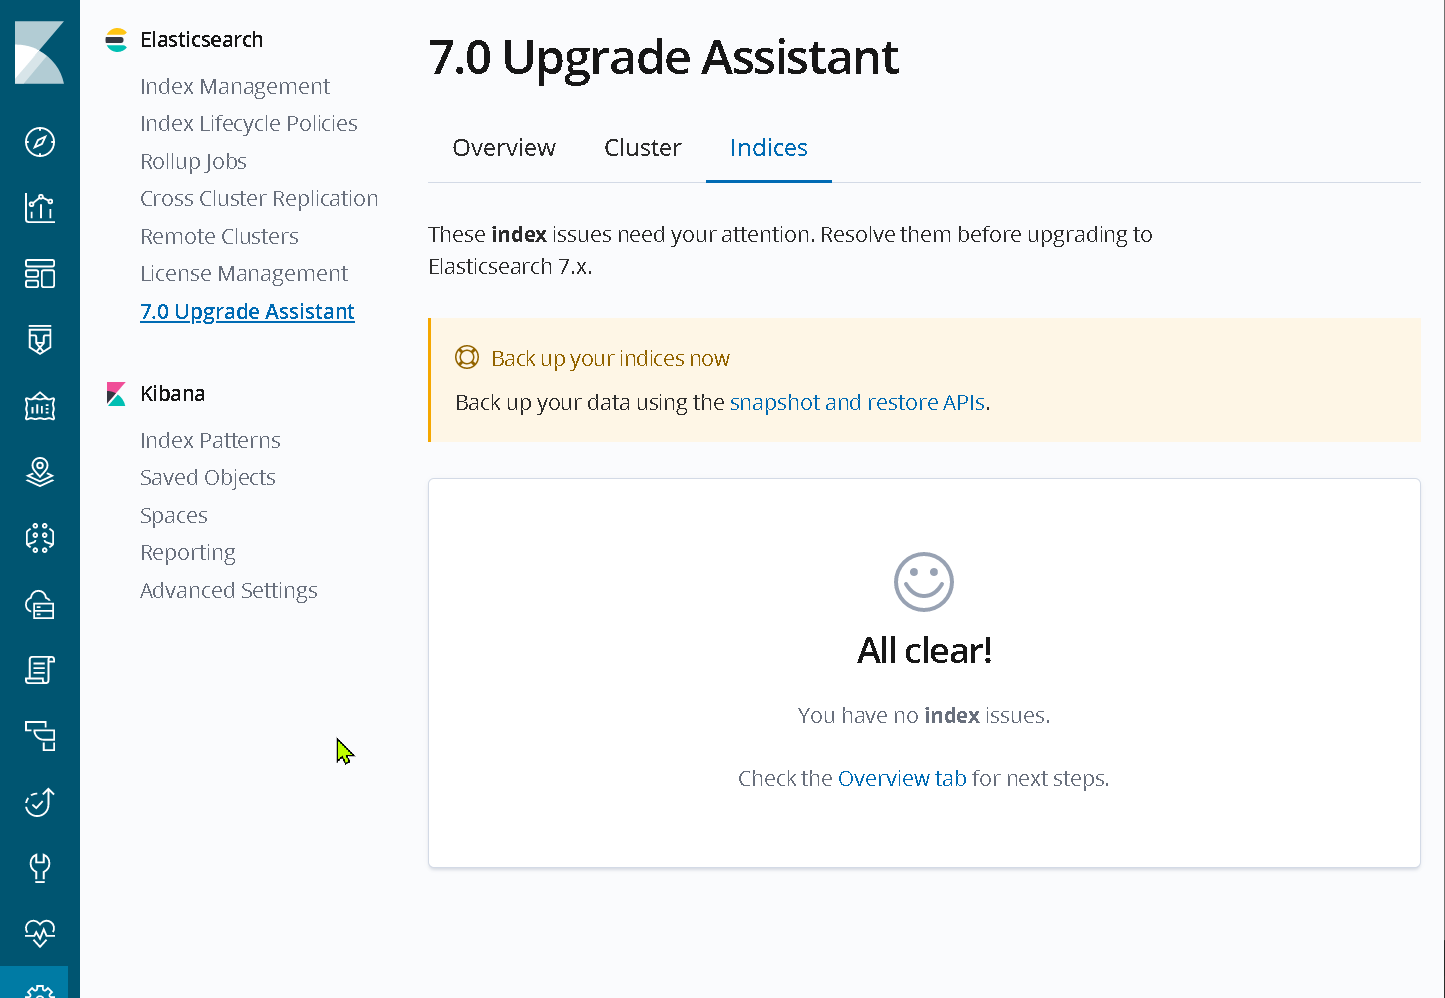 Elasticsearch
Index Management
Index Lifecycle Policies
Rollup Jobs
Cross Cluster Replication
Remote Clusters
License Management
7.0 Upgrade Assistant
Kibana
Index Patterns
Saved Objects
Spaces
Reporting
Advanced Settings
7.0 Upgrade Assistant
Overview
Cluster
Indices
These index issues need your attention. Resolve them before upgrading to
Elasticsearch 7.x.
Back up your indices now
Back up your data using the snapshot and restore APIs.
All clear!
You have no index issues.
Check the Overview tab for next steps.